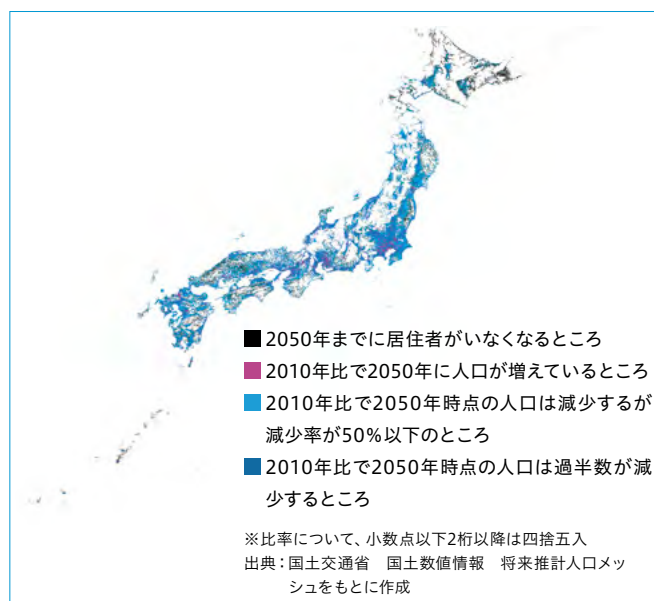 ■2050年までに居住者がいなくなるところ
■2010年比で2050年に人口が増えているところ
■2010年比で2050年時点の人口は減少するが
減少率が50%以下のところ
■2010年比で2050年時点の人口は過半数が減
少するところ
※比率について、小数点以下2桁以降は四捨五入
出典：国土交通省　国土数値情報　将来推計人口メッ
シュをもとに作成